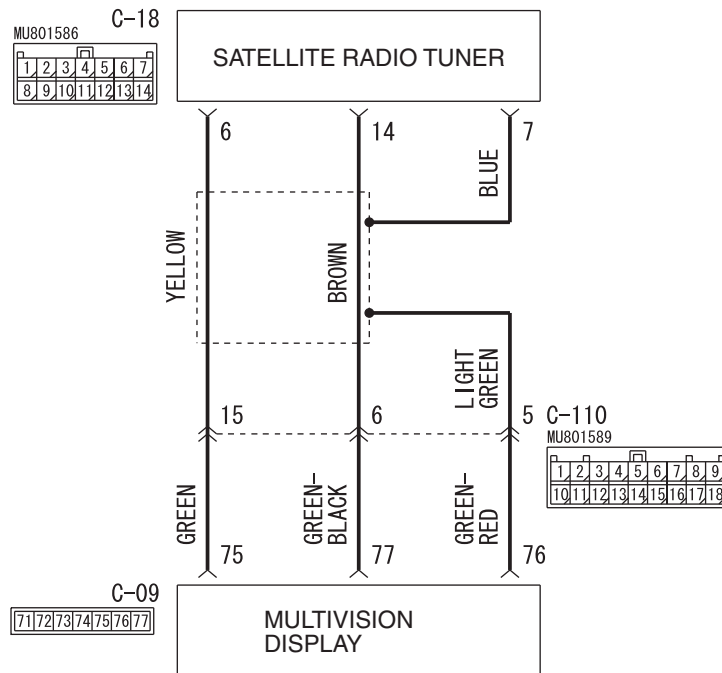 C-18
MU801586
1 2 3 4 5 6 7
8 9 10 11 12 13 14
SATELLITE RADIO TUNER
6 14 7
BLUE
YELLOW
BROWN
LIGHT
GREEN
15 6 5 C-110
MU801589
1 2 3 4 5 6 7 8 9
10 11 12 13 14 15 16 17 18
GREEN
GREEN-
BLACK
GREEN-
RED
75 77 76
C-09
71 72 73 74 75 76 77
MULTIVISION
DISPLAY